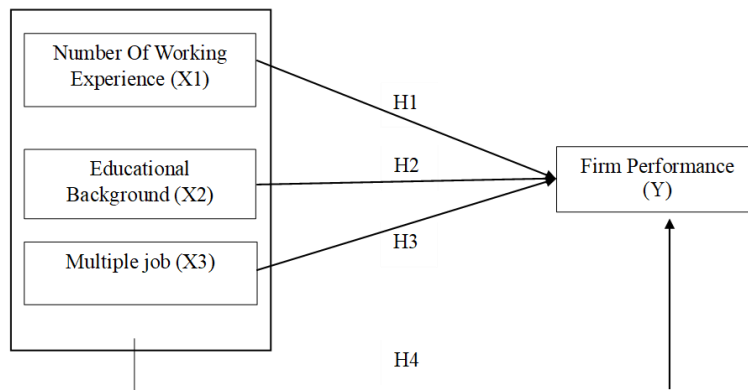 Number Of Working
Experience (X1)
H1
Educational
Background (X2)
H2
Firm Performance
(Y)
Multiple job (X3)
H3
H4